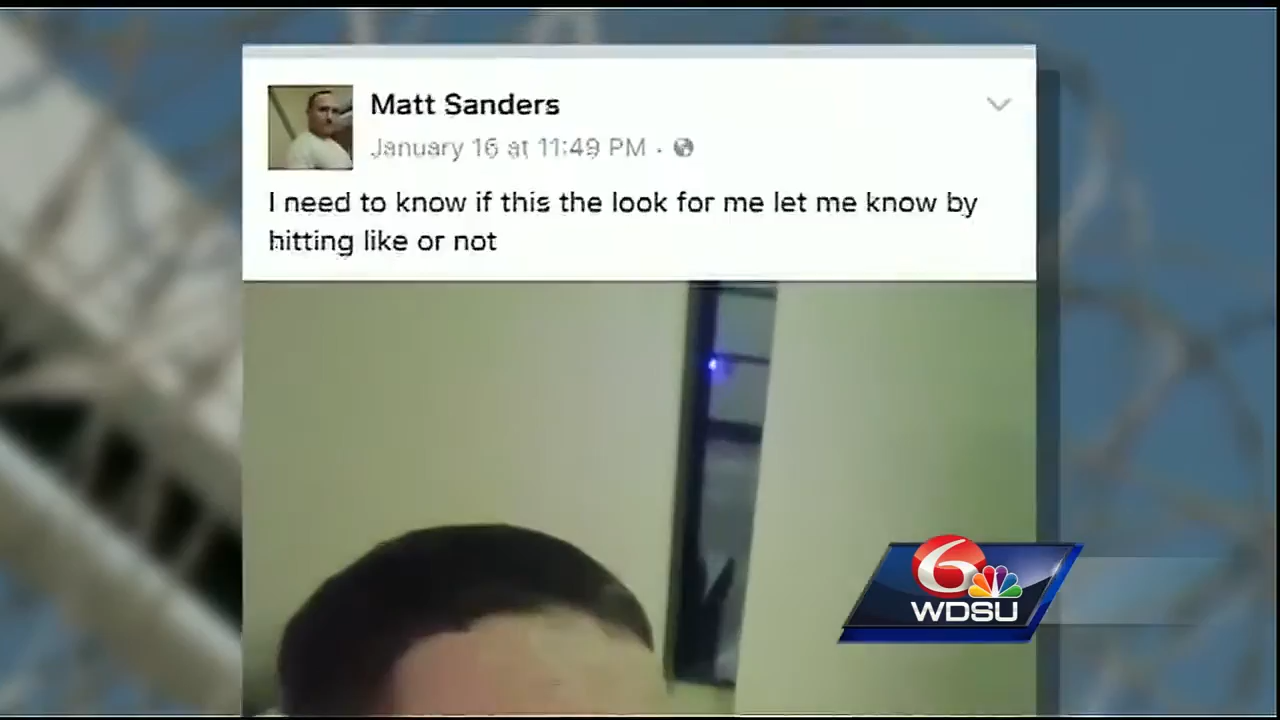 Matt Sanders
January 16 at 11:49 PM ·
I need to know if this the look for me let me know by
hitting like or not
6
WDSU